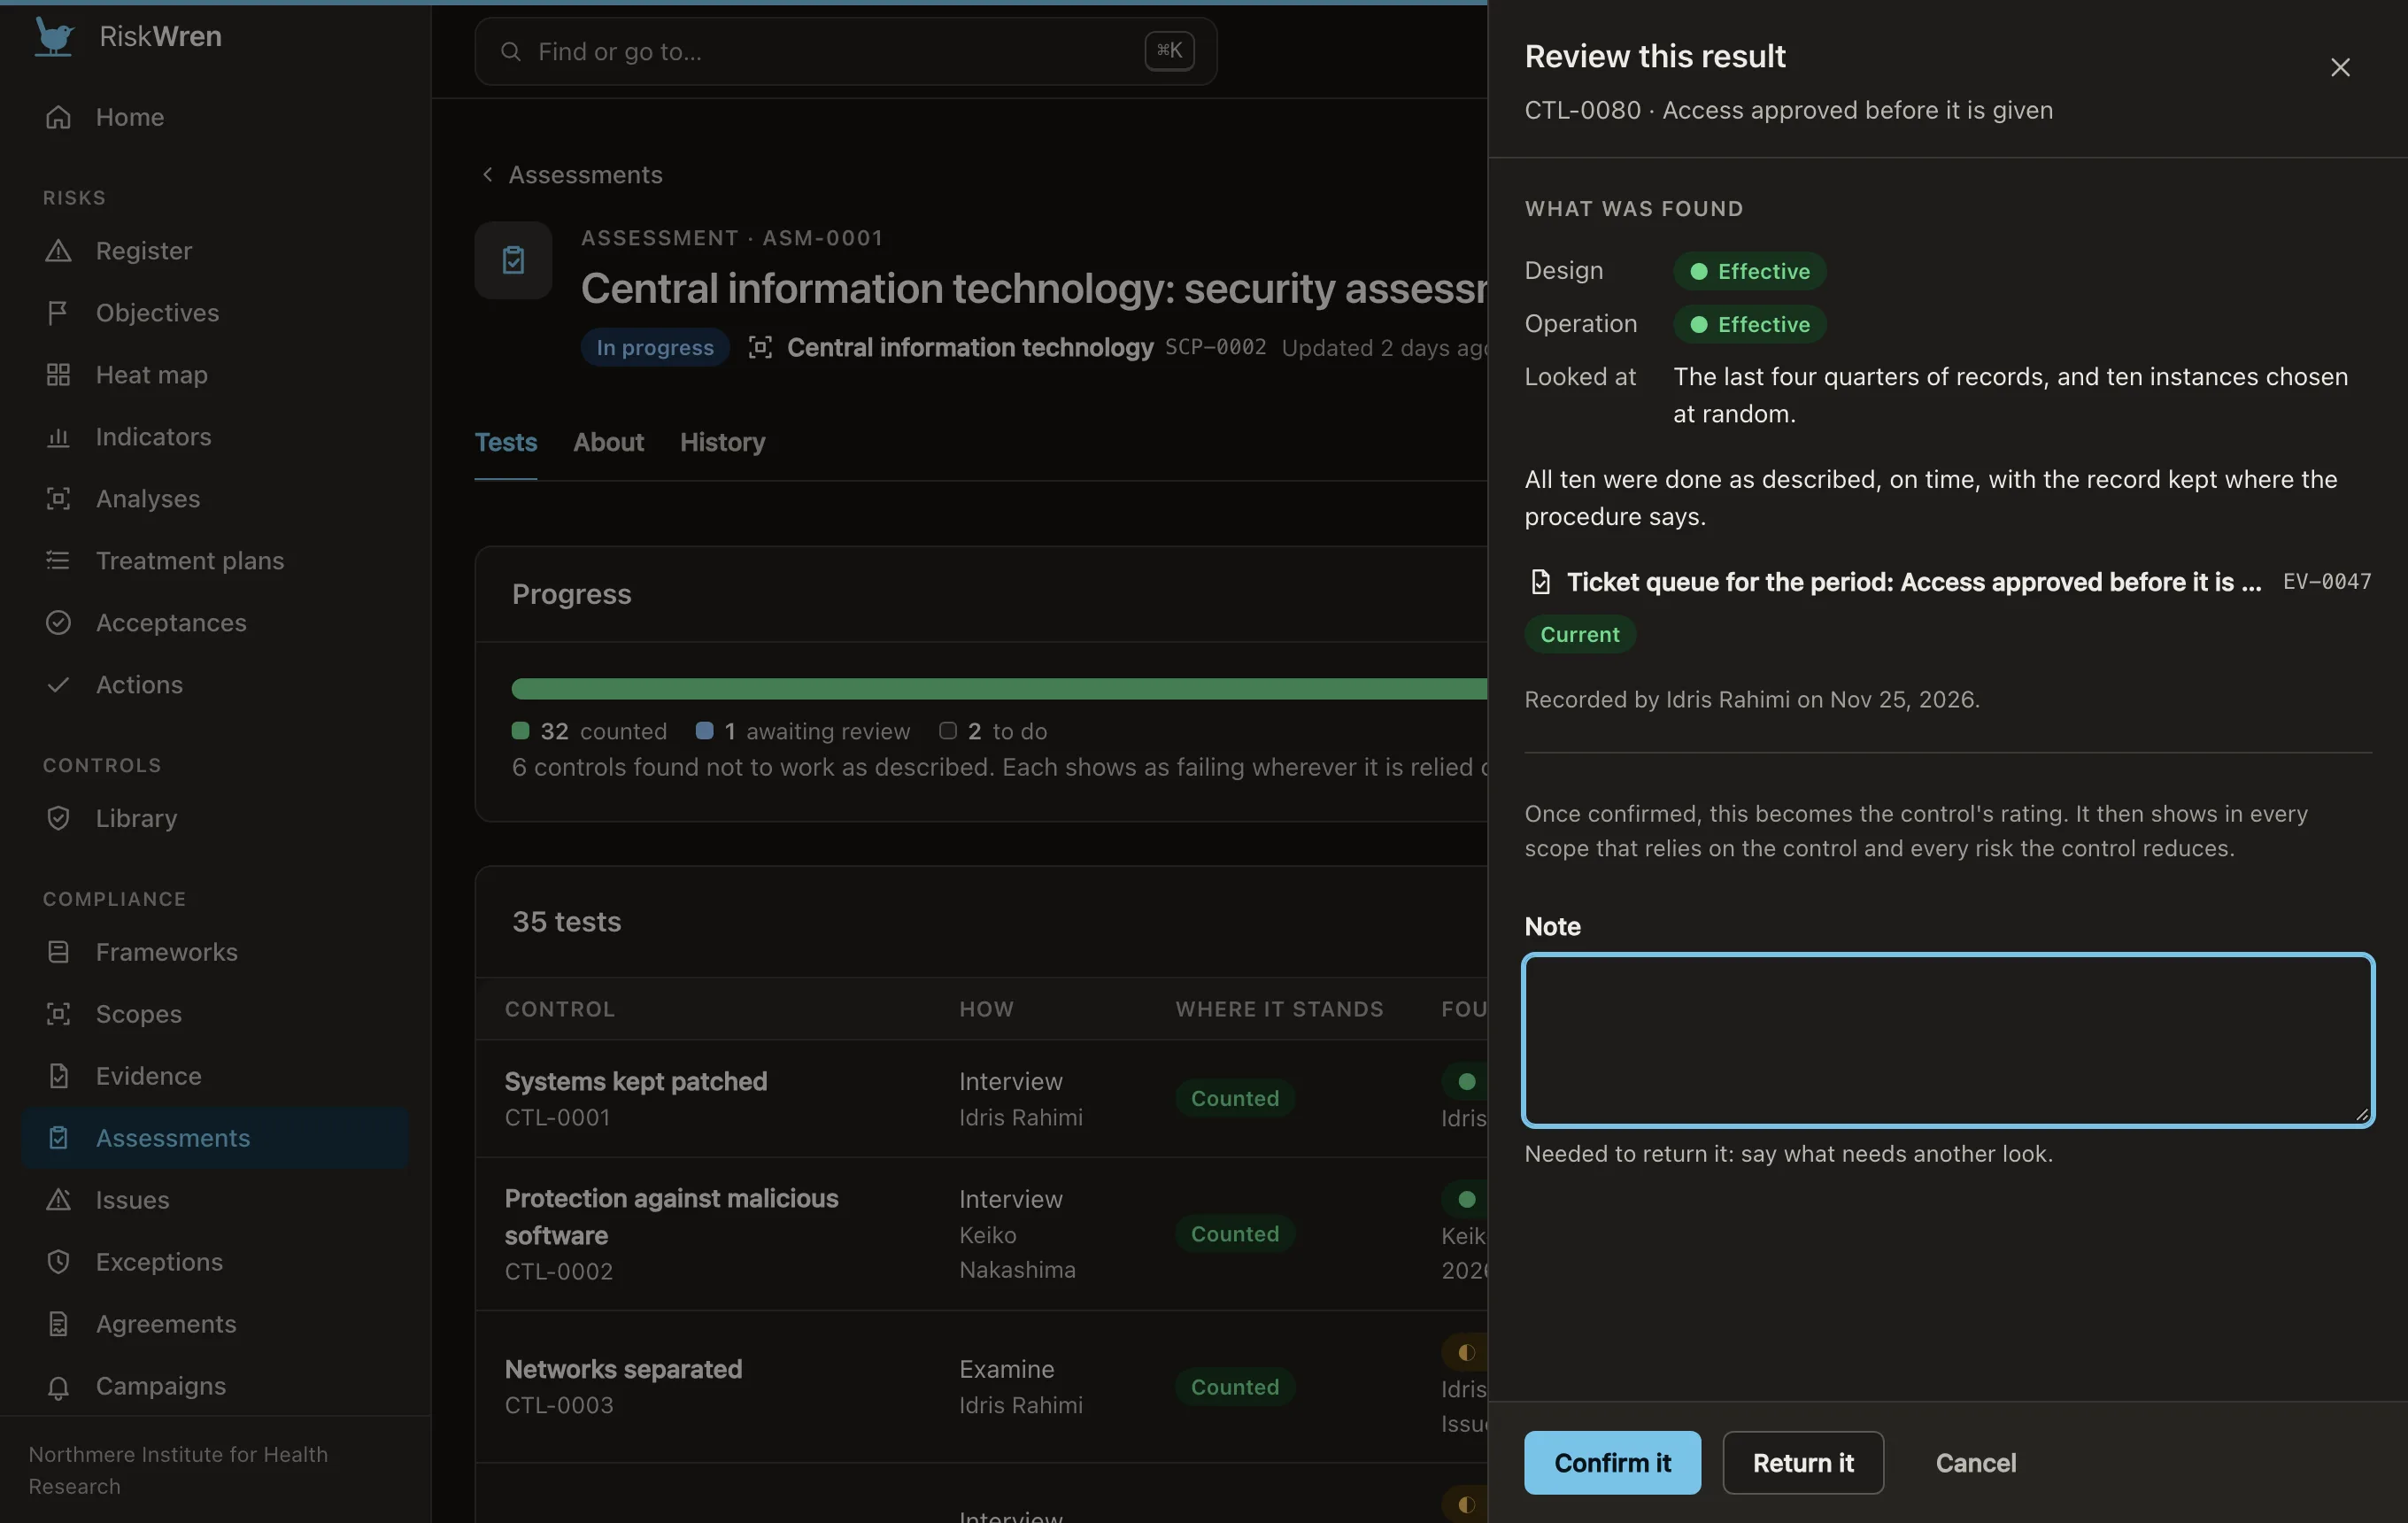 RiskWren
Home
RISKS
Register
Objectives
Heat map
Indicators
Analyses
Treatment plans
Acceptances
Actions
CONTROLS
Library
COMPLIANCE
Frameworks
Scopes
Evidence
Assessments
Issues
Exceptions
Agreements
Campaigns
Northmere Institute for Health
Research
Find or go to...
⌘K
Assessments
ASSESSMENT · ASM-0001
Central information technology: security assessm
In progress
Central information technology SCP-0002 Updated 2 days ago
Tests About History
Progress
32 counted 1 awaiting review 2 to do
6 controls found not to work as described. Each shows as failing wherever it is relied
35 tests
CONTROL HOW WHERE IT STANDS FOU
Systems kept patched
CTL-0001
Interview
Idris Rahimi
Counted
Idris
Protection against malicious
software
CTL-0002
Interview
Keiko
Nakashima
Counted
Keik
2026
Networks separated
CTL-0003
Examine
Idris Rahimi
Counted
Idris
Issue
Interview
Review this result
CTL-0080 · Access approved before it is given
WHAT WAS FOUND
Design Effective
Operation Effective
Looked at The last four quarters of records, and ten instances chosen
at random.
All ten were done as described, on time, with the record kept where the
procedure says.
Ticket queue for the period: Access approved before it is ... EV-0047
Current
Recorded by Idris Rahimi on Nov 25, 2026.
Once confirmed, this becomes the control's rating. It then shows in every
scope that relies on the control and every risk the control reduces.
Note
Needed to return it: say what needs another look.
Confirm it Return it Cancel